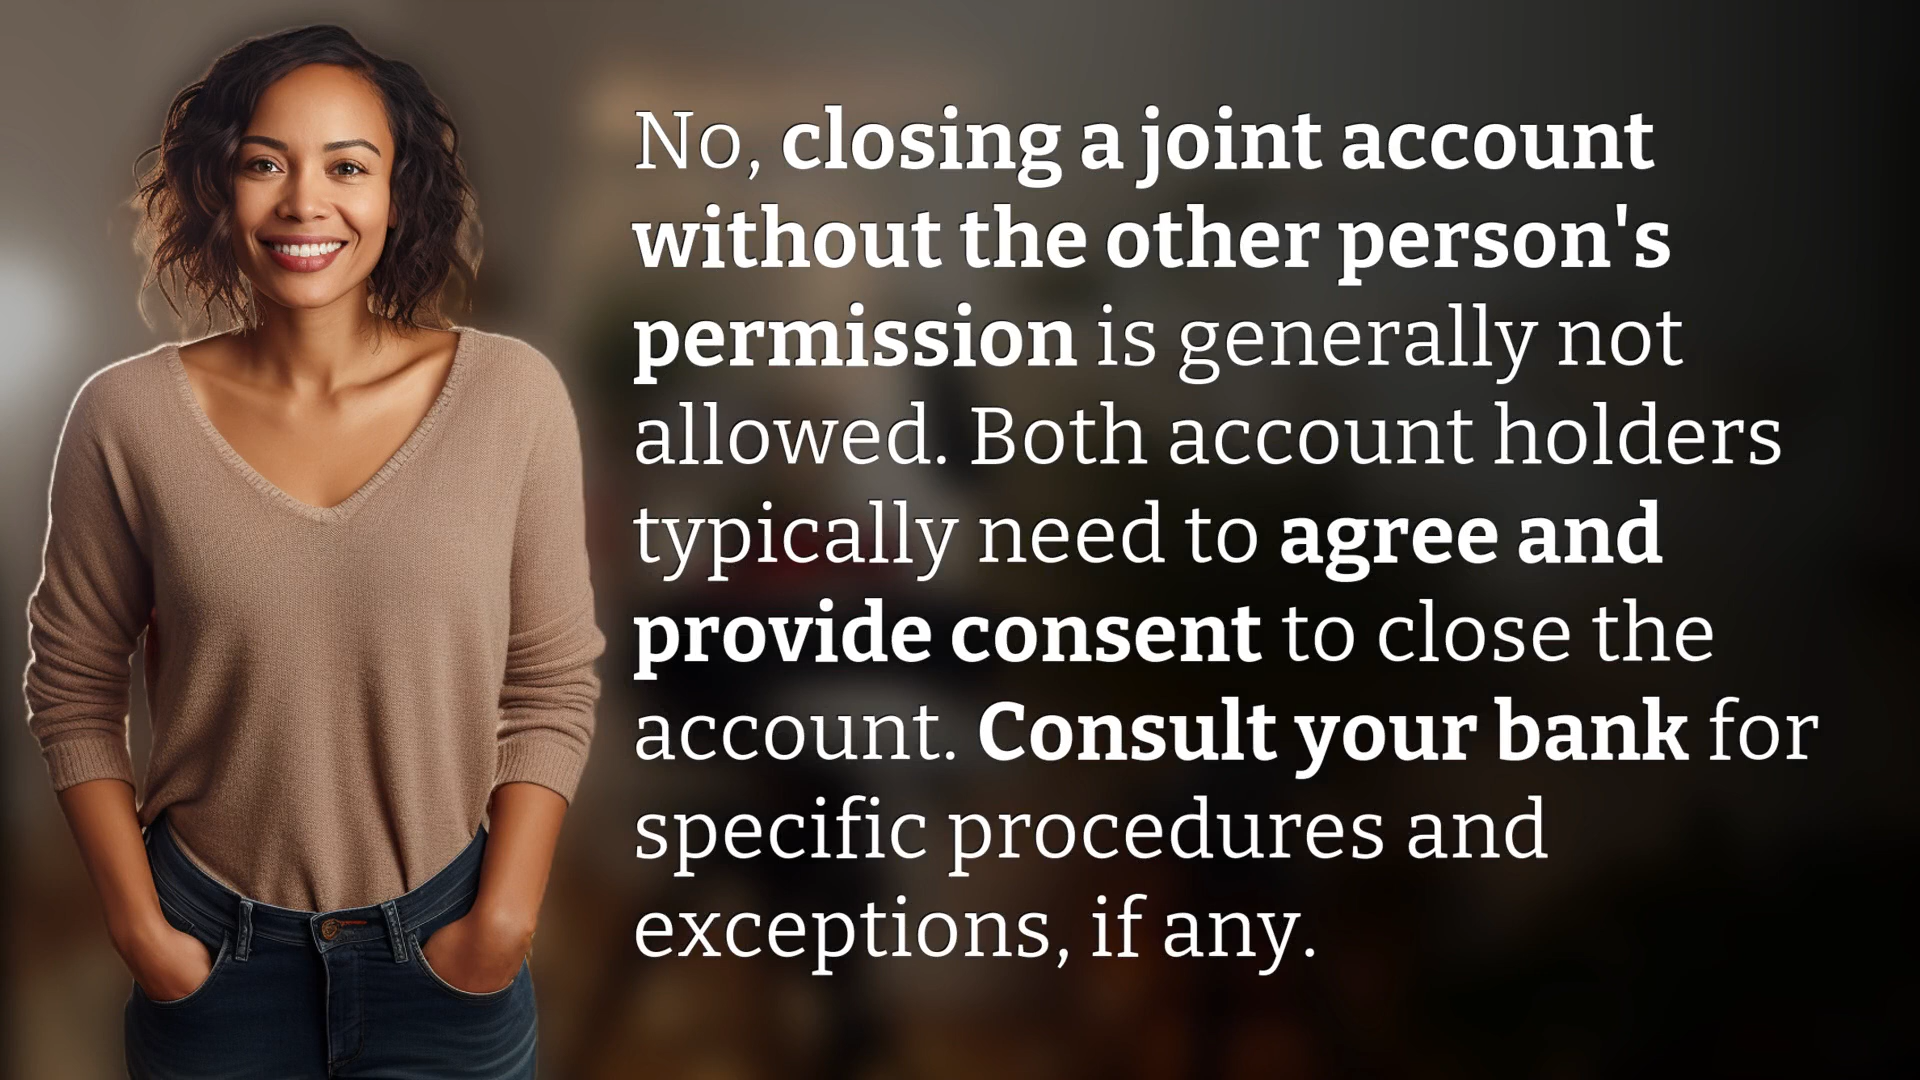 No, closing a joint account
without the other person's
permission is generally not
allowed. Both account holders
typically need to agree and
provide consent to close the
account. Consult your bank for
specific procedures and
exceptions, if any.